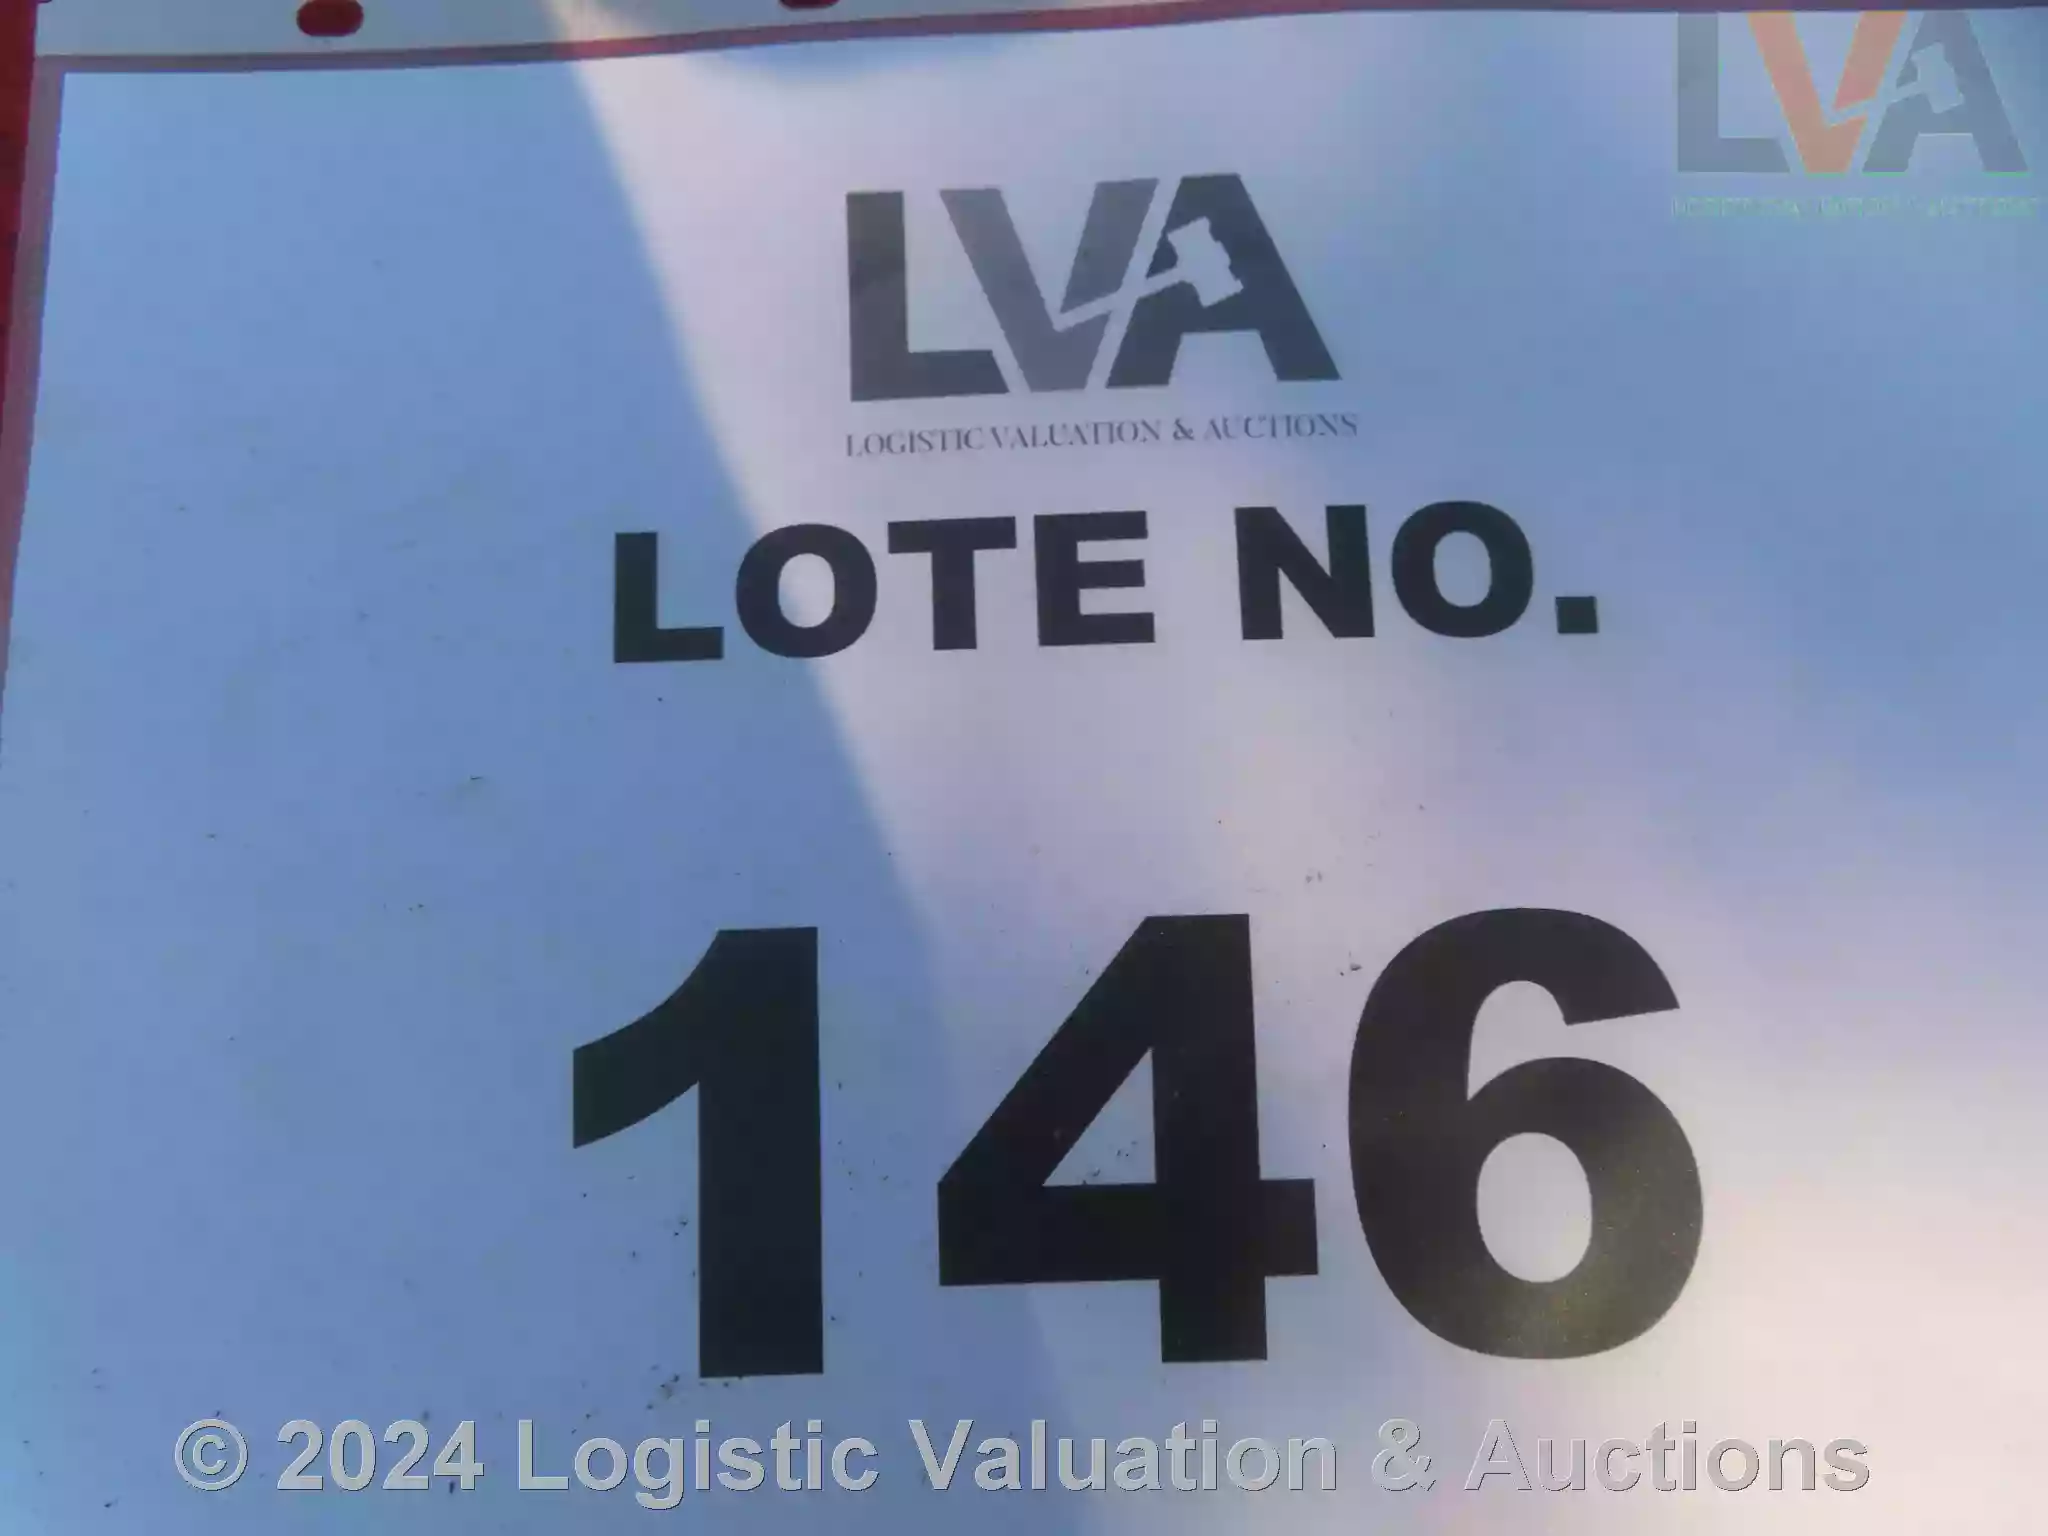 LVA
LVA
LOGISTIC VALUATION & AUCTIONS
LOTE NO.
146
© 2024 Logistic Valuation & Auctions